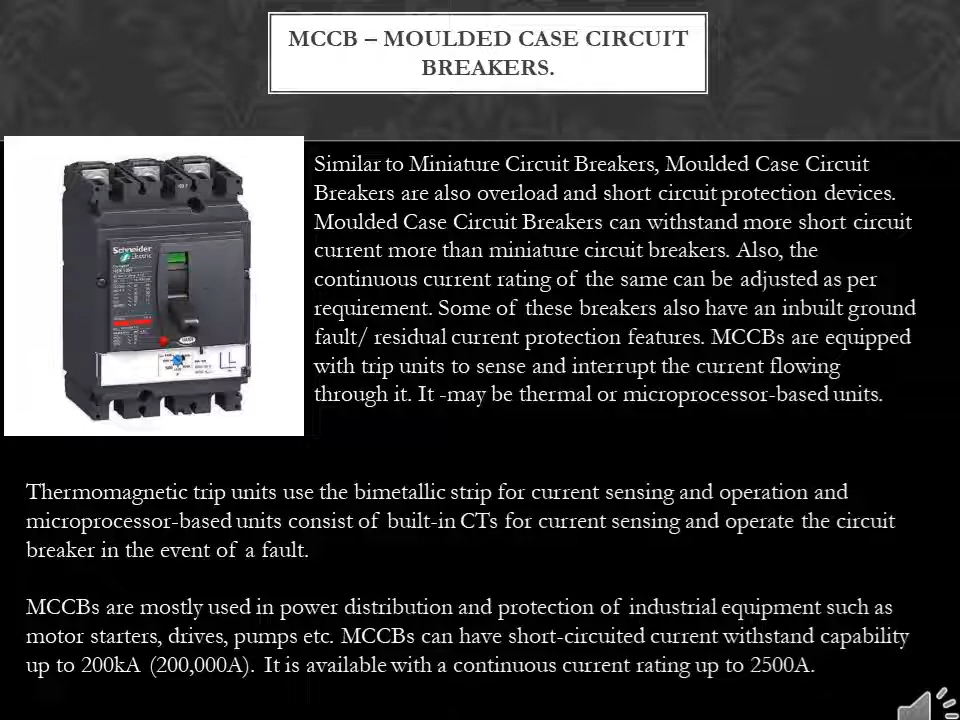 MCCB – MOULDED CASE CIRCUIT
BREAKERS.
Similar to Miniature Circuit Breakers, Moulded Case Circuit
Breakers are also overload and short circuit protection devices.
Moulded Case Circuit Breakers can withstand more short circuit
current more than miniature circuit breakers. Also, the
continuous current rating of the same can be adjusted as per
requirement. Some of these breakers also have an inbuilt ground
fault/ residual current protection features. MCCBs are equipped
with trip units to sense and interrupt the current flowing
through it. It -may be thermal or microprocessor-based units.
Schneider
Electric
Thermomagnetic trip units use the bimetallic strip for current sensing and operation and
microprocessor-based units consist of built-in CTs for current sensing and operate the circuit
breaker in the event of a fault.
MCCBs are mostly used in power distribution and protection of industrial equipment such as
motor starters, drives, pumps etc. MCCBs can have short-circuited current withstand capability
up to 200kA (200,000A). It is available with a continuous current rating up to 2500A.